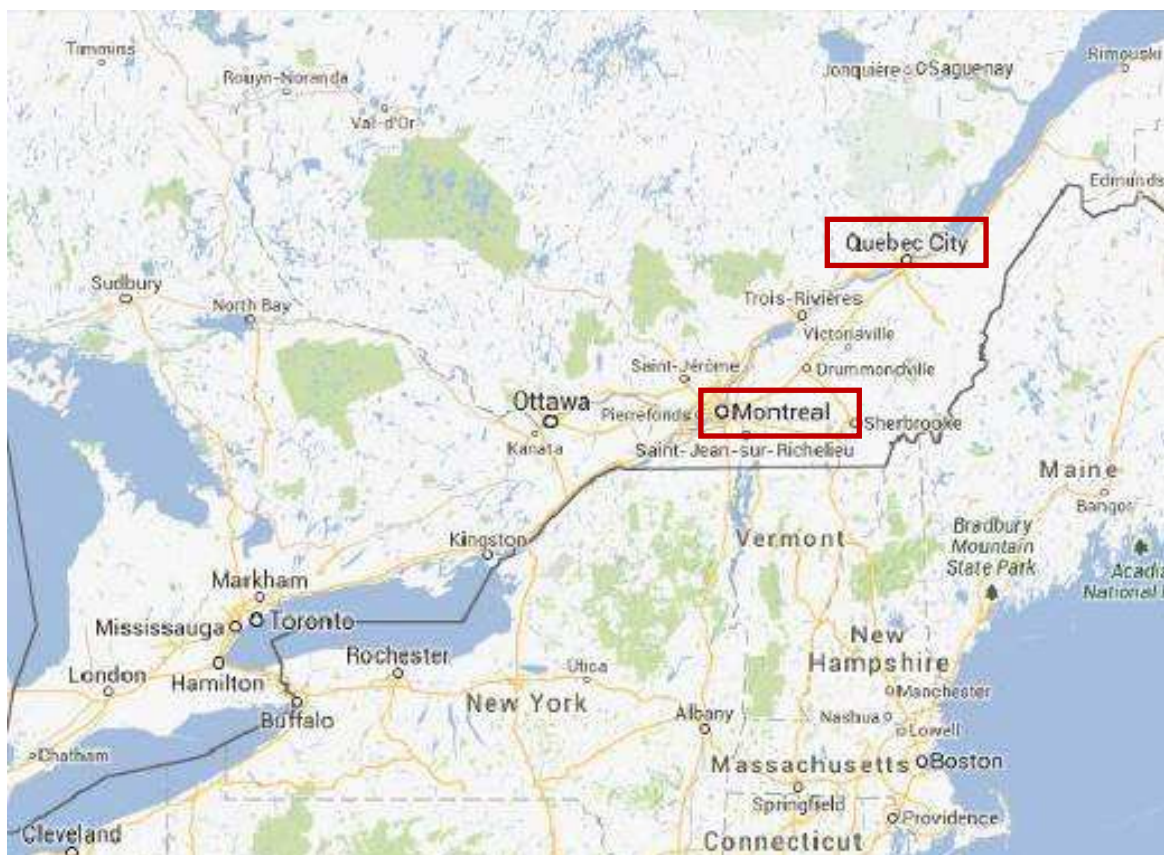 Timmins
Rouyn-Noranda
Val-d'Or
Jonquière
Saguenay
Rimouski
Edmunds
Quebec City
Sudbury
North Bay
Trois-Rivières
Victoriaville
Saint-Jérôme
Drummondville
Ottawa
Pierrefonds
Montreal
Sherbrooke
Kanata
Saint-Jean-sur-Richelieu
Maine
Bangor
Kingston
Vermont
Bradbury
Mountain
State Park
Acadia
National
Markham
Toronto
Mississauga
New
Hampshire
London
Hamilton
Rochester
Utica
Manchester
Buffalo
New York
Albany
Nashua
Lowell
Chatham
Massachusetts
Boston
Springfield
Providence
Cleveland
Connecticut